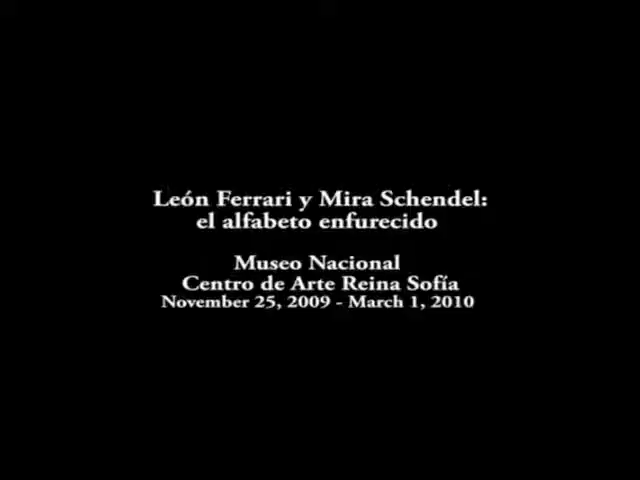 León Ferrari y Mira Schendel:
el alfabeto enfurecido
Museo Nacional
Centro de Arte Reina Sofía
November 25, 2009 - March 1, 2010